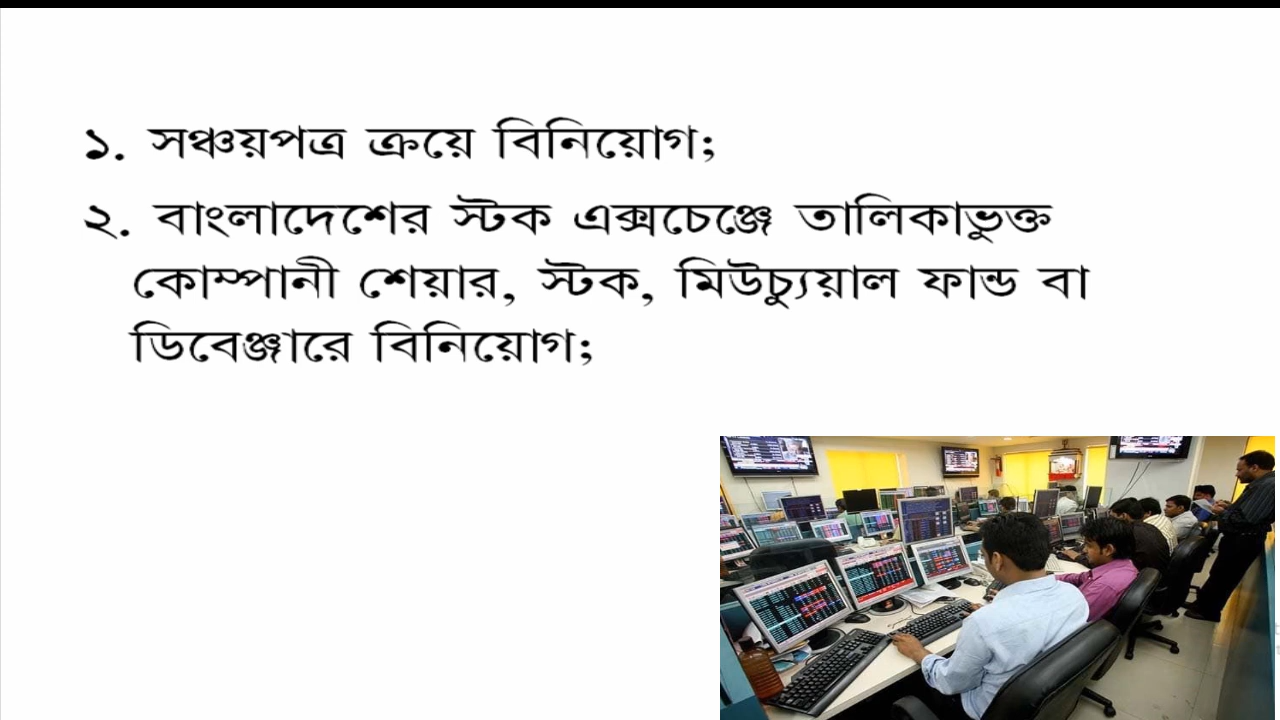 ১. সঞ্চয়পত্র ক্রয়ে বিনিয়োগ;
২. বাংলাদেশের স্টক এক্সচেঞ্জে তালিকাভুক্ত
কোম্পানী শেয়ার, স্টক, মিউচ্যুয়াল ফান্ড বা
ডিবেঞ্জারে বিনিয়োগ;